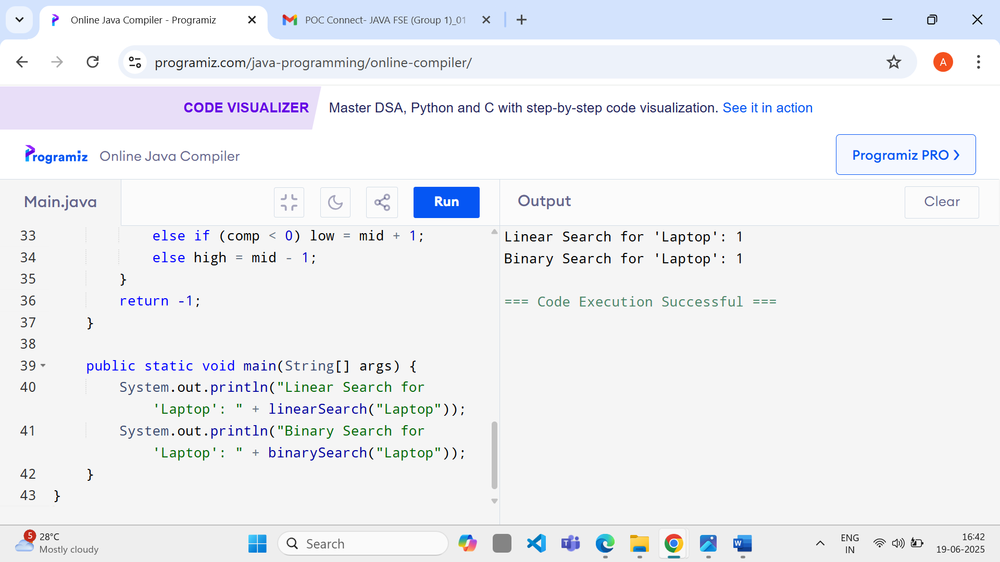 Online Java Compiler - Programiz
POC Connect- JAVA FSE (Group 1)_01
programiz.com/java-programming/online-compiler/
A
CODE VISUALIZER
Master DSA, Python and C with step-by-step code visualization. See it in action
Programiz
Online Java Compiler
Programiz PRO ❯
Main.java
Run
Output
Clear
33 else if (comp < 0) low = mid + 1;
34 else high = mid - 1;
35 }
36 return -1;
37 }
38
39 public static void main(String[] args) {
40 System.out.println("Linear Search for
'Laptop': " + linearSearch("Laptop"));
41 System.out.println("Binary Search for
'Laptop': " + binarySearch("Laptop"));
42 }
43 }
Linear Search for 'Laptop': 1
Binary Search for 'Laptop': 1
=== Code Execution Successful ===
5
28°C
Mostly cloudy
Search
T
W
ENG
IN
16:42
19-06-2025